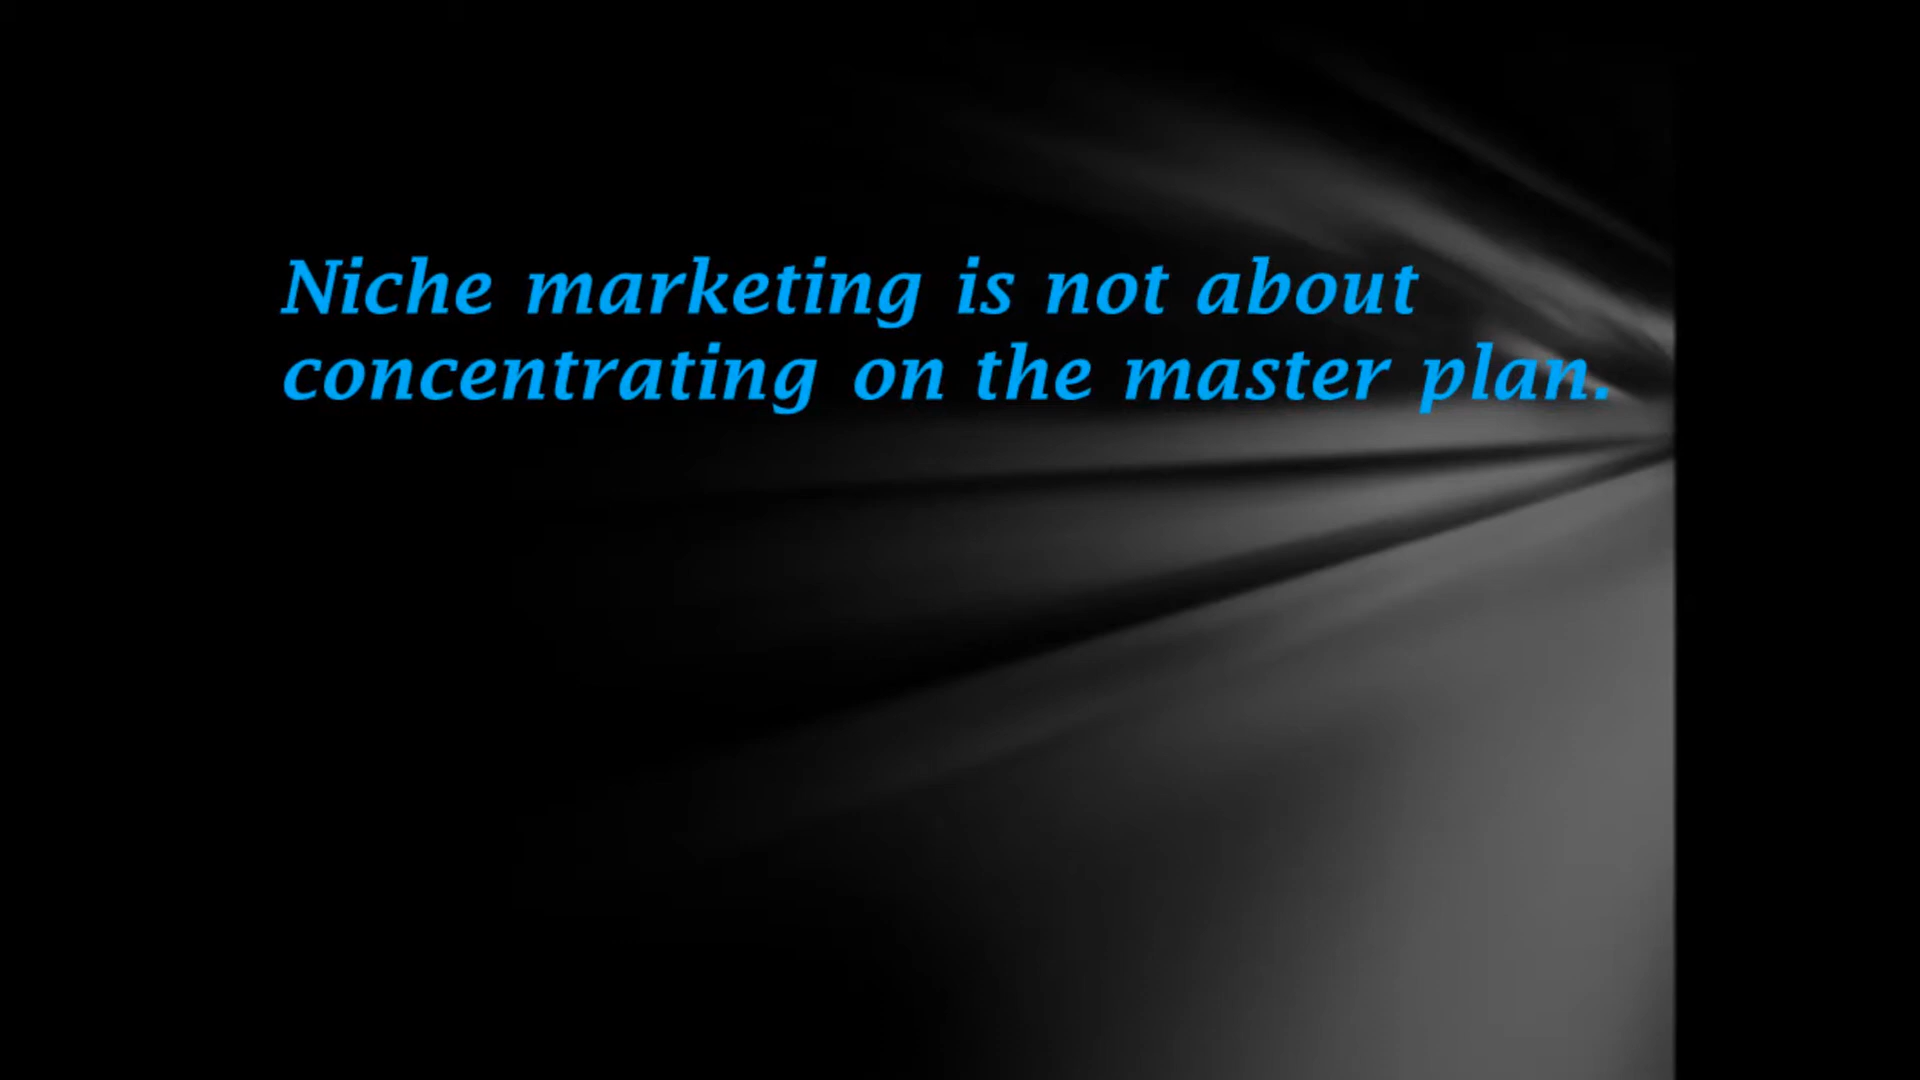 Niche marketing is not about
concentrating on the master plan.